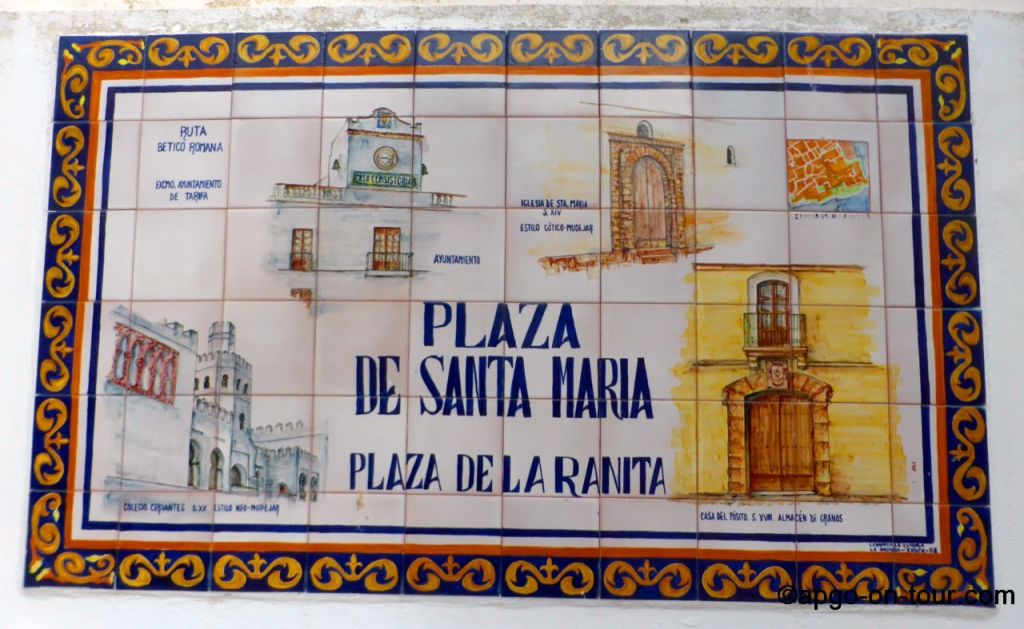 RUTA
BETICO ROMANA
EXCMO. AYUNTAMIENTO
DE TARIFA
CASA CONSISTORIAL
AYUNTAMIENTO
IGLESIA DE STA. MARIA
S. XIV
ESTILO GÓTICO-MUDEJAR
PLAZA
DE SANTA MARIA
PLAZA DE LA RANITA
COLEGIO CERVANTES S.XX ESTILO NEO-MUDEJAR
CASA DEL PÓSITO. S. XVIII ALMACÉN DE GRANOS
©apgo-on-tour.com